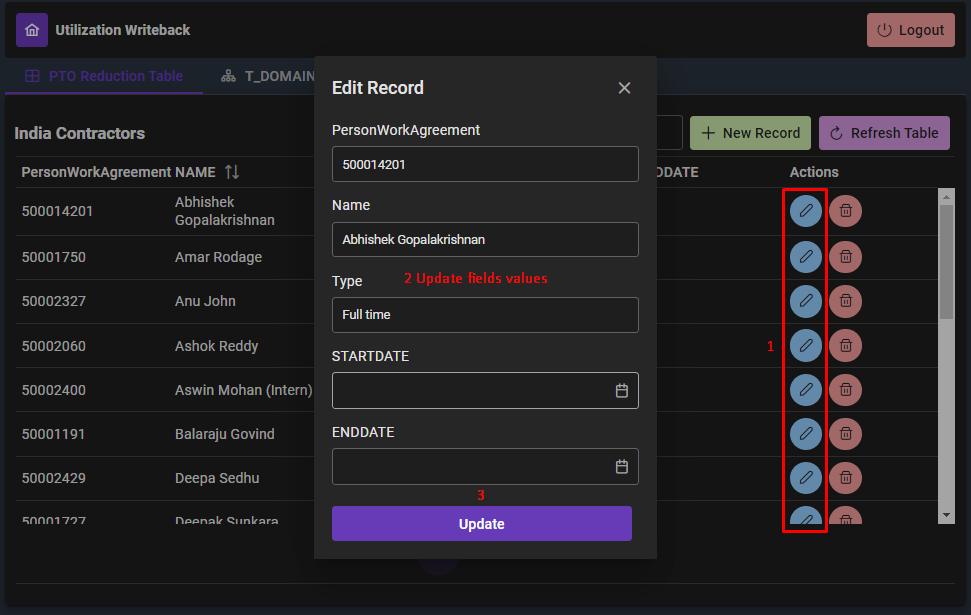 Utilization Writeback
Logout
PTO Reduction Table
T_DOMAIN
India Contractors
New Record
Refresh Table
PersonWorkAgreement NAME
DDATE
Actions
500014201 Abhishek
Gopalakrishnan
50001750 Amar Rodage
50002327 Anu John
50002060 Ashok Reddy
50002400 Aswin Mohan (Intern)
50001191 Balaraju Govind
50002429 Deepa Sedhu
50001727 Deepak Sunkara
Edit Record
PersonWorkAgreement
500014201
Name
Abhishek Gopalakrishnan
Type
2 Update fields values
Full time
STARTDATE
ENDDATE
3
Update
1